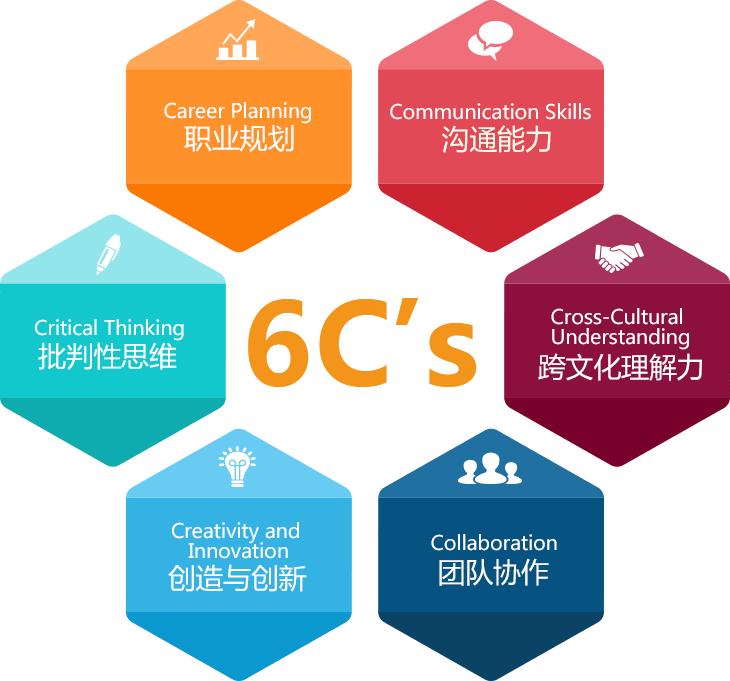 Career Planning
职业规划
Communication Skills
沟通能力
Critical Thinking
批判性思维
6C’s
Cross-Cultural
Understanding
跨文化理解力
Creativity and
Innovation
创造与创新
Collaboration
团队协作